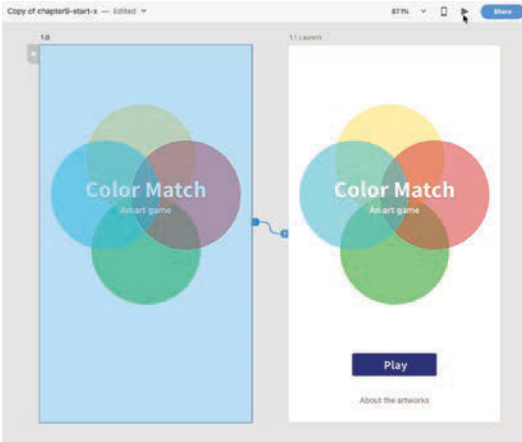 Copy of chapter9-start-x — Edited
87.1%
Share
1.0
1.1 Launch
Color Match
An art game
Color Match
An art game
Play
About the artworks